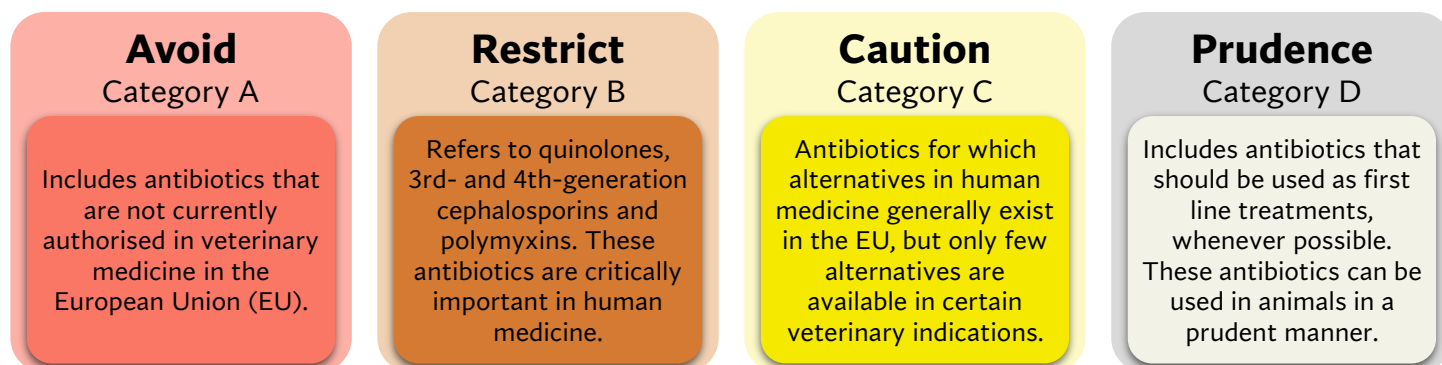 Avoid
Category A
Includes antibiotics that
are not currently
authorised in veterinary
medicine in the
European Union (EU).
Restrict
Category B
Refers to quinolones,
3rd- and 4th-generation
cephalosporins and
polymyxins. These
antibiotics are critically
important in human
medicine.
Caution
Category C
Antibiotics for which
alternatives in human
medicine generally exist
in the EU, but only few
alternatives are
available in certain
veterinary indications.
Prudence
Category D
Includes antibiotics that
should be used as first
line treatments,
whenever possible.
These antibiotics can be
used in animals in a
prudent manner.